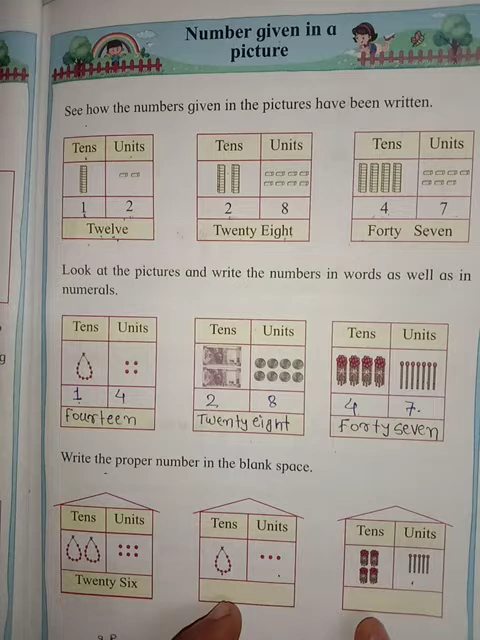 Number given in a
picture
See how the numbers given in the pictures have been written.
Tens Units
1 2
Twelve
Tens Units
2 8
Twenty Eight
Tens Units
4 7
Forty Seven
Look at the pictures and write the numbers in words as well as in
numerals.
Tens Units
1 4
Fourteen
Tens Units
2 8
Twenty eight
Tens Units
4 7.
Forty seven
Write the proper number in the blank space.
Tens Units
Twenty Six
Tens Units
Tens Units